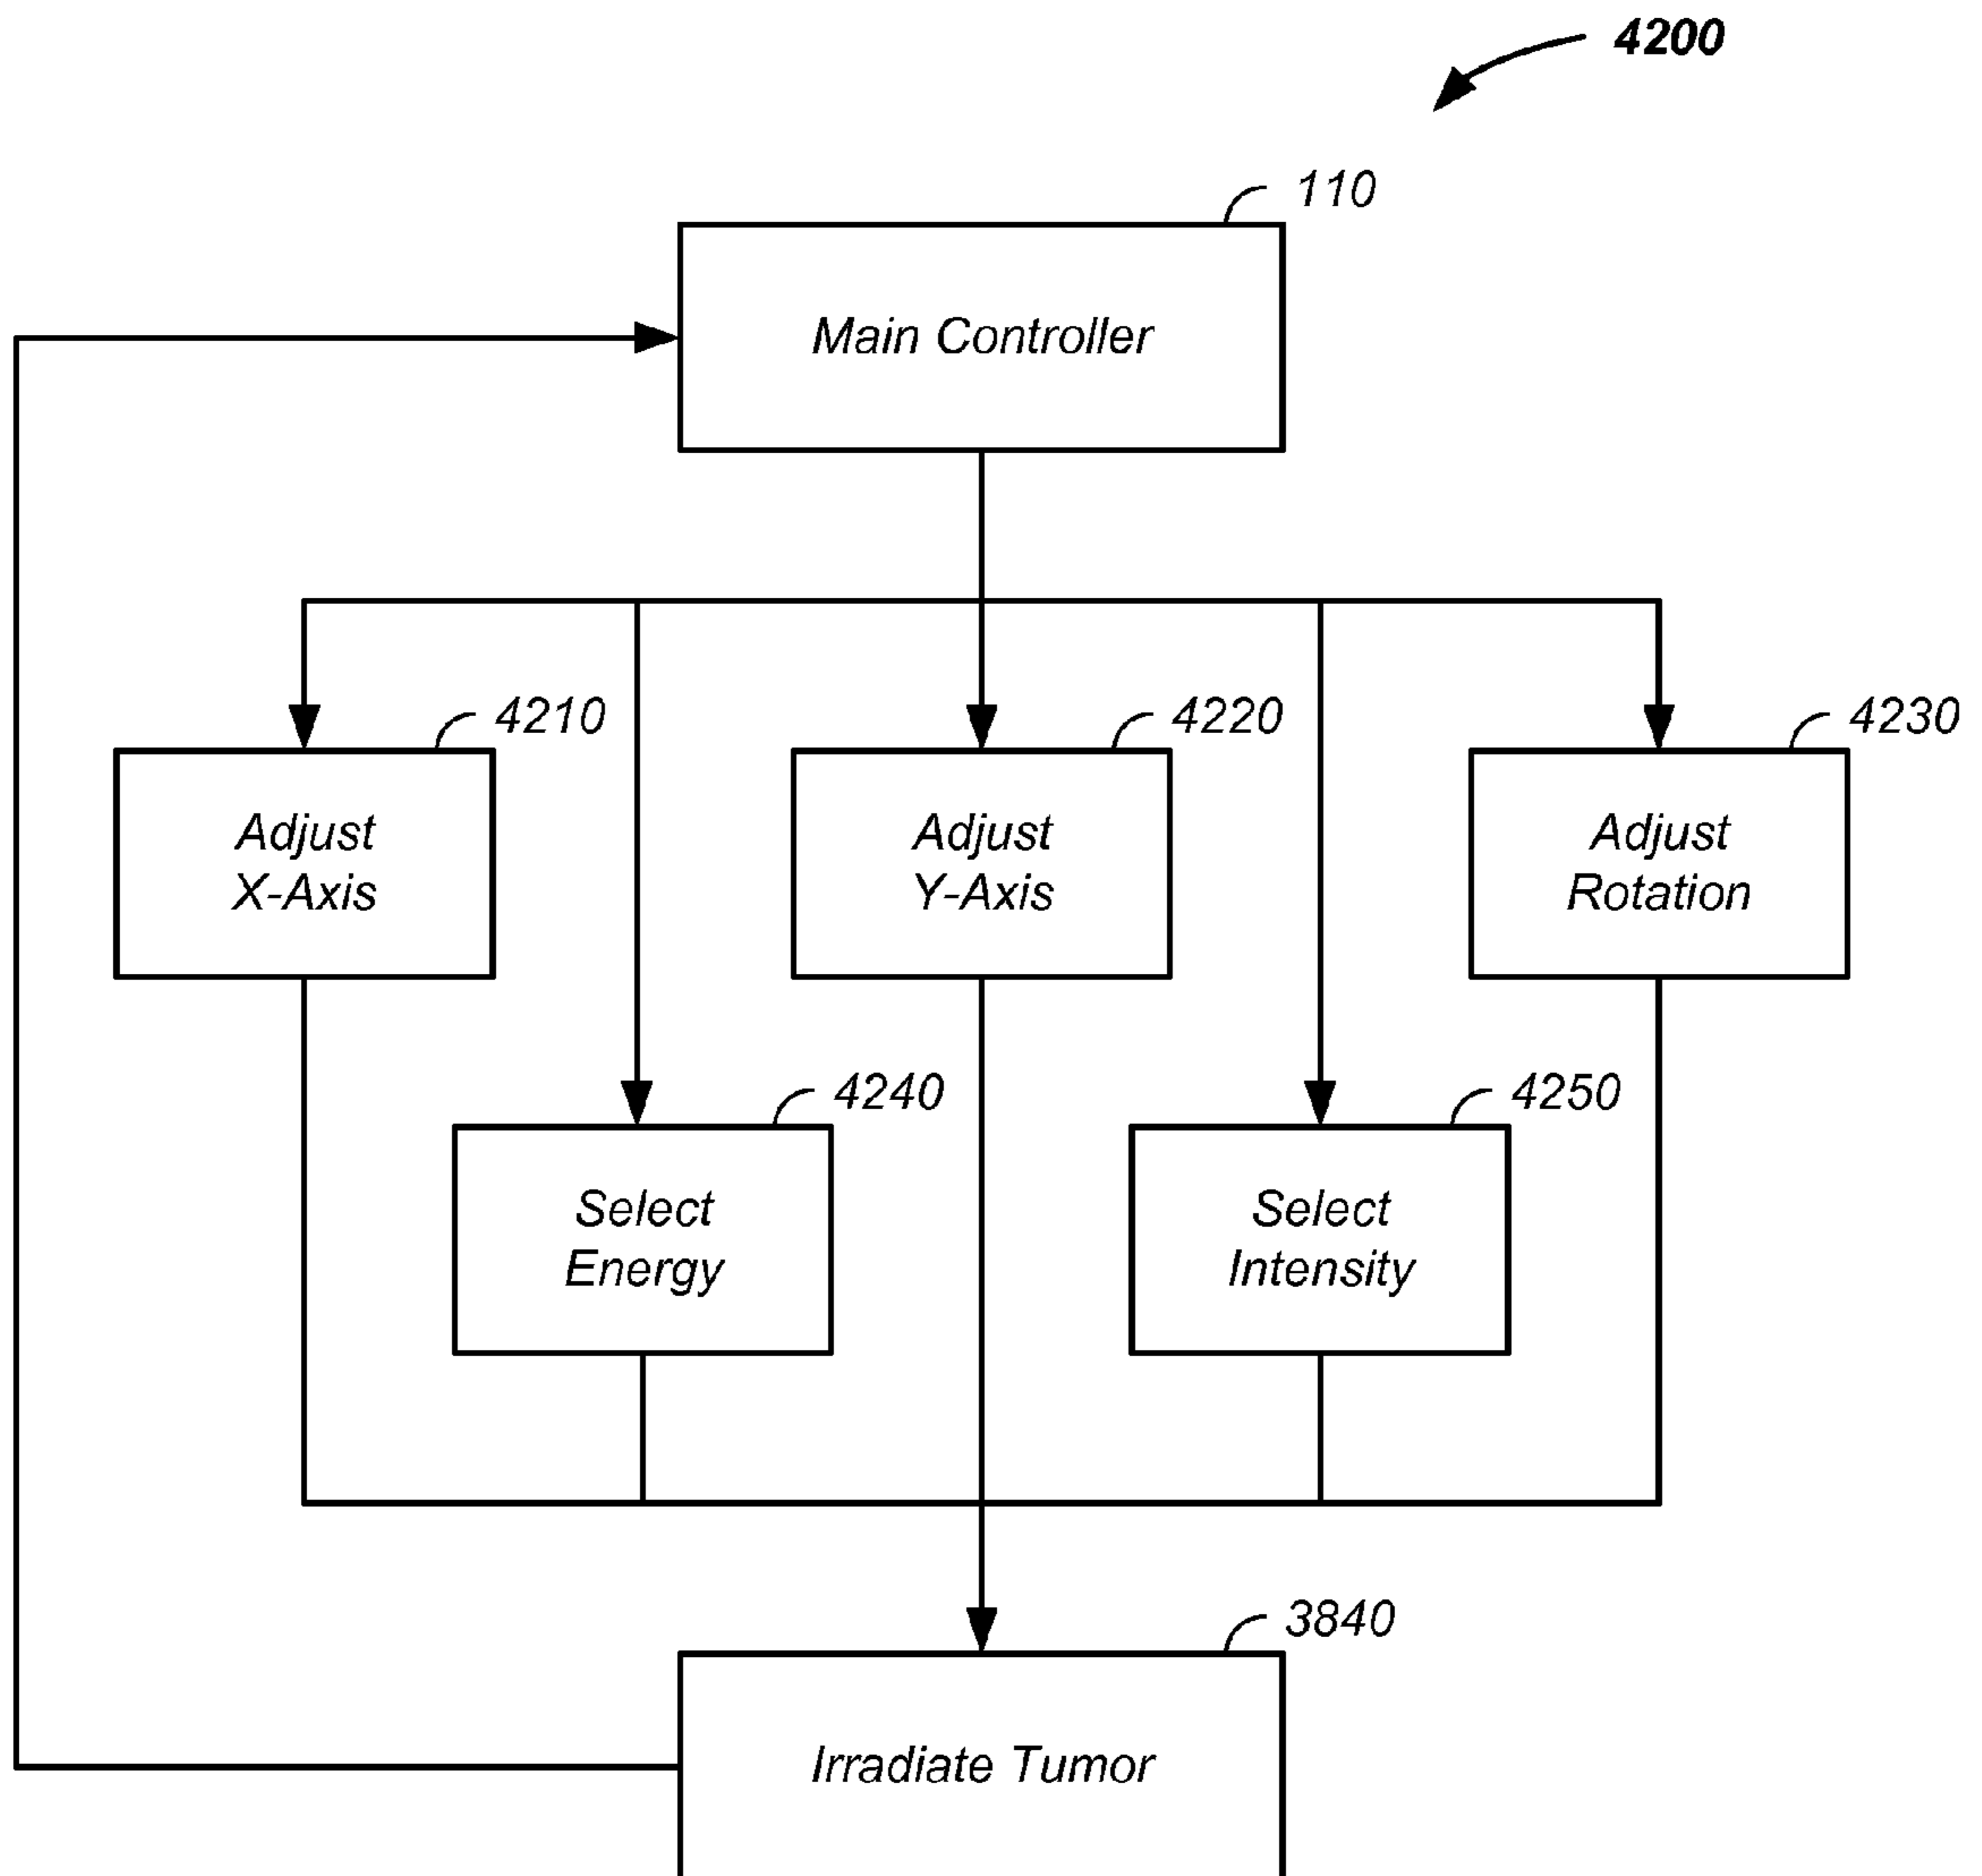 4200
110
Main Controller
4210
4220
4230
Adjust
X-Axis
Adjust
Y-Axis
Adjust
Rotation
4240
4250
Select
Energy
Select
Intensity
3840
Irradiate Tumor